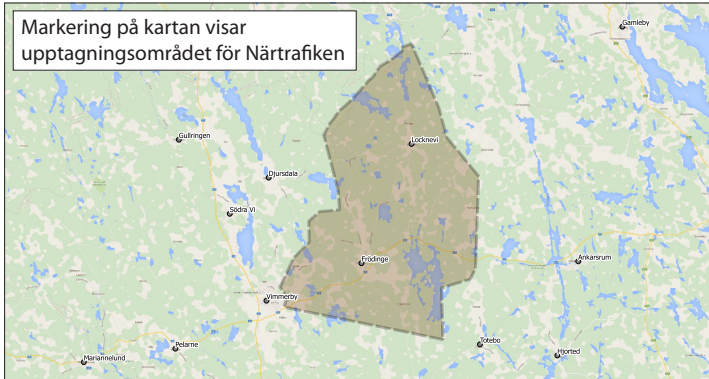 Markering på kartan visar
upptagningsområdet för Närtrafiken
Gamleby
Gullringen
Locknevi
Djursdala
Södra Vi
Frödinge
Ankarsrum
Vimmerby
Totebo
Pelarne
Hjorted
Mariannelund